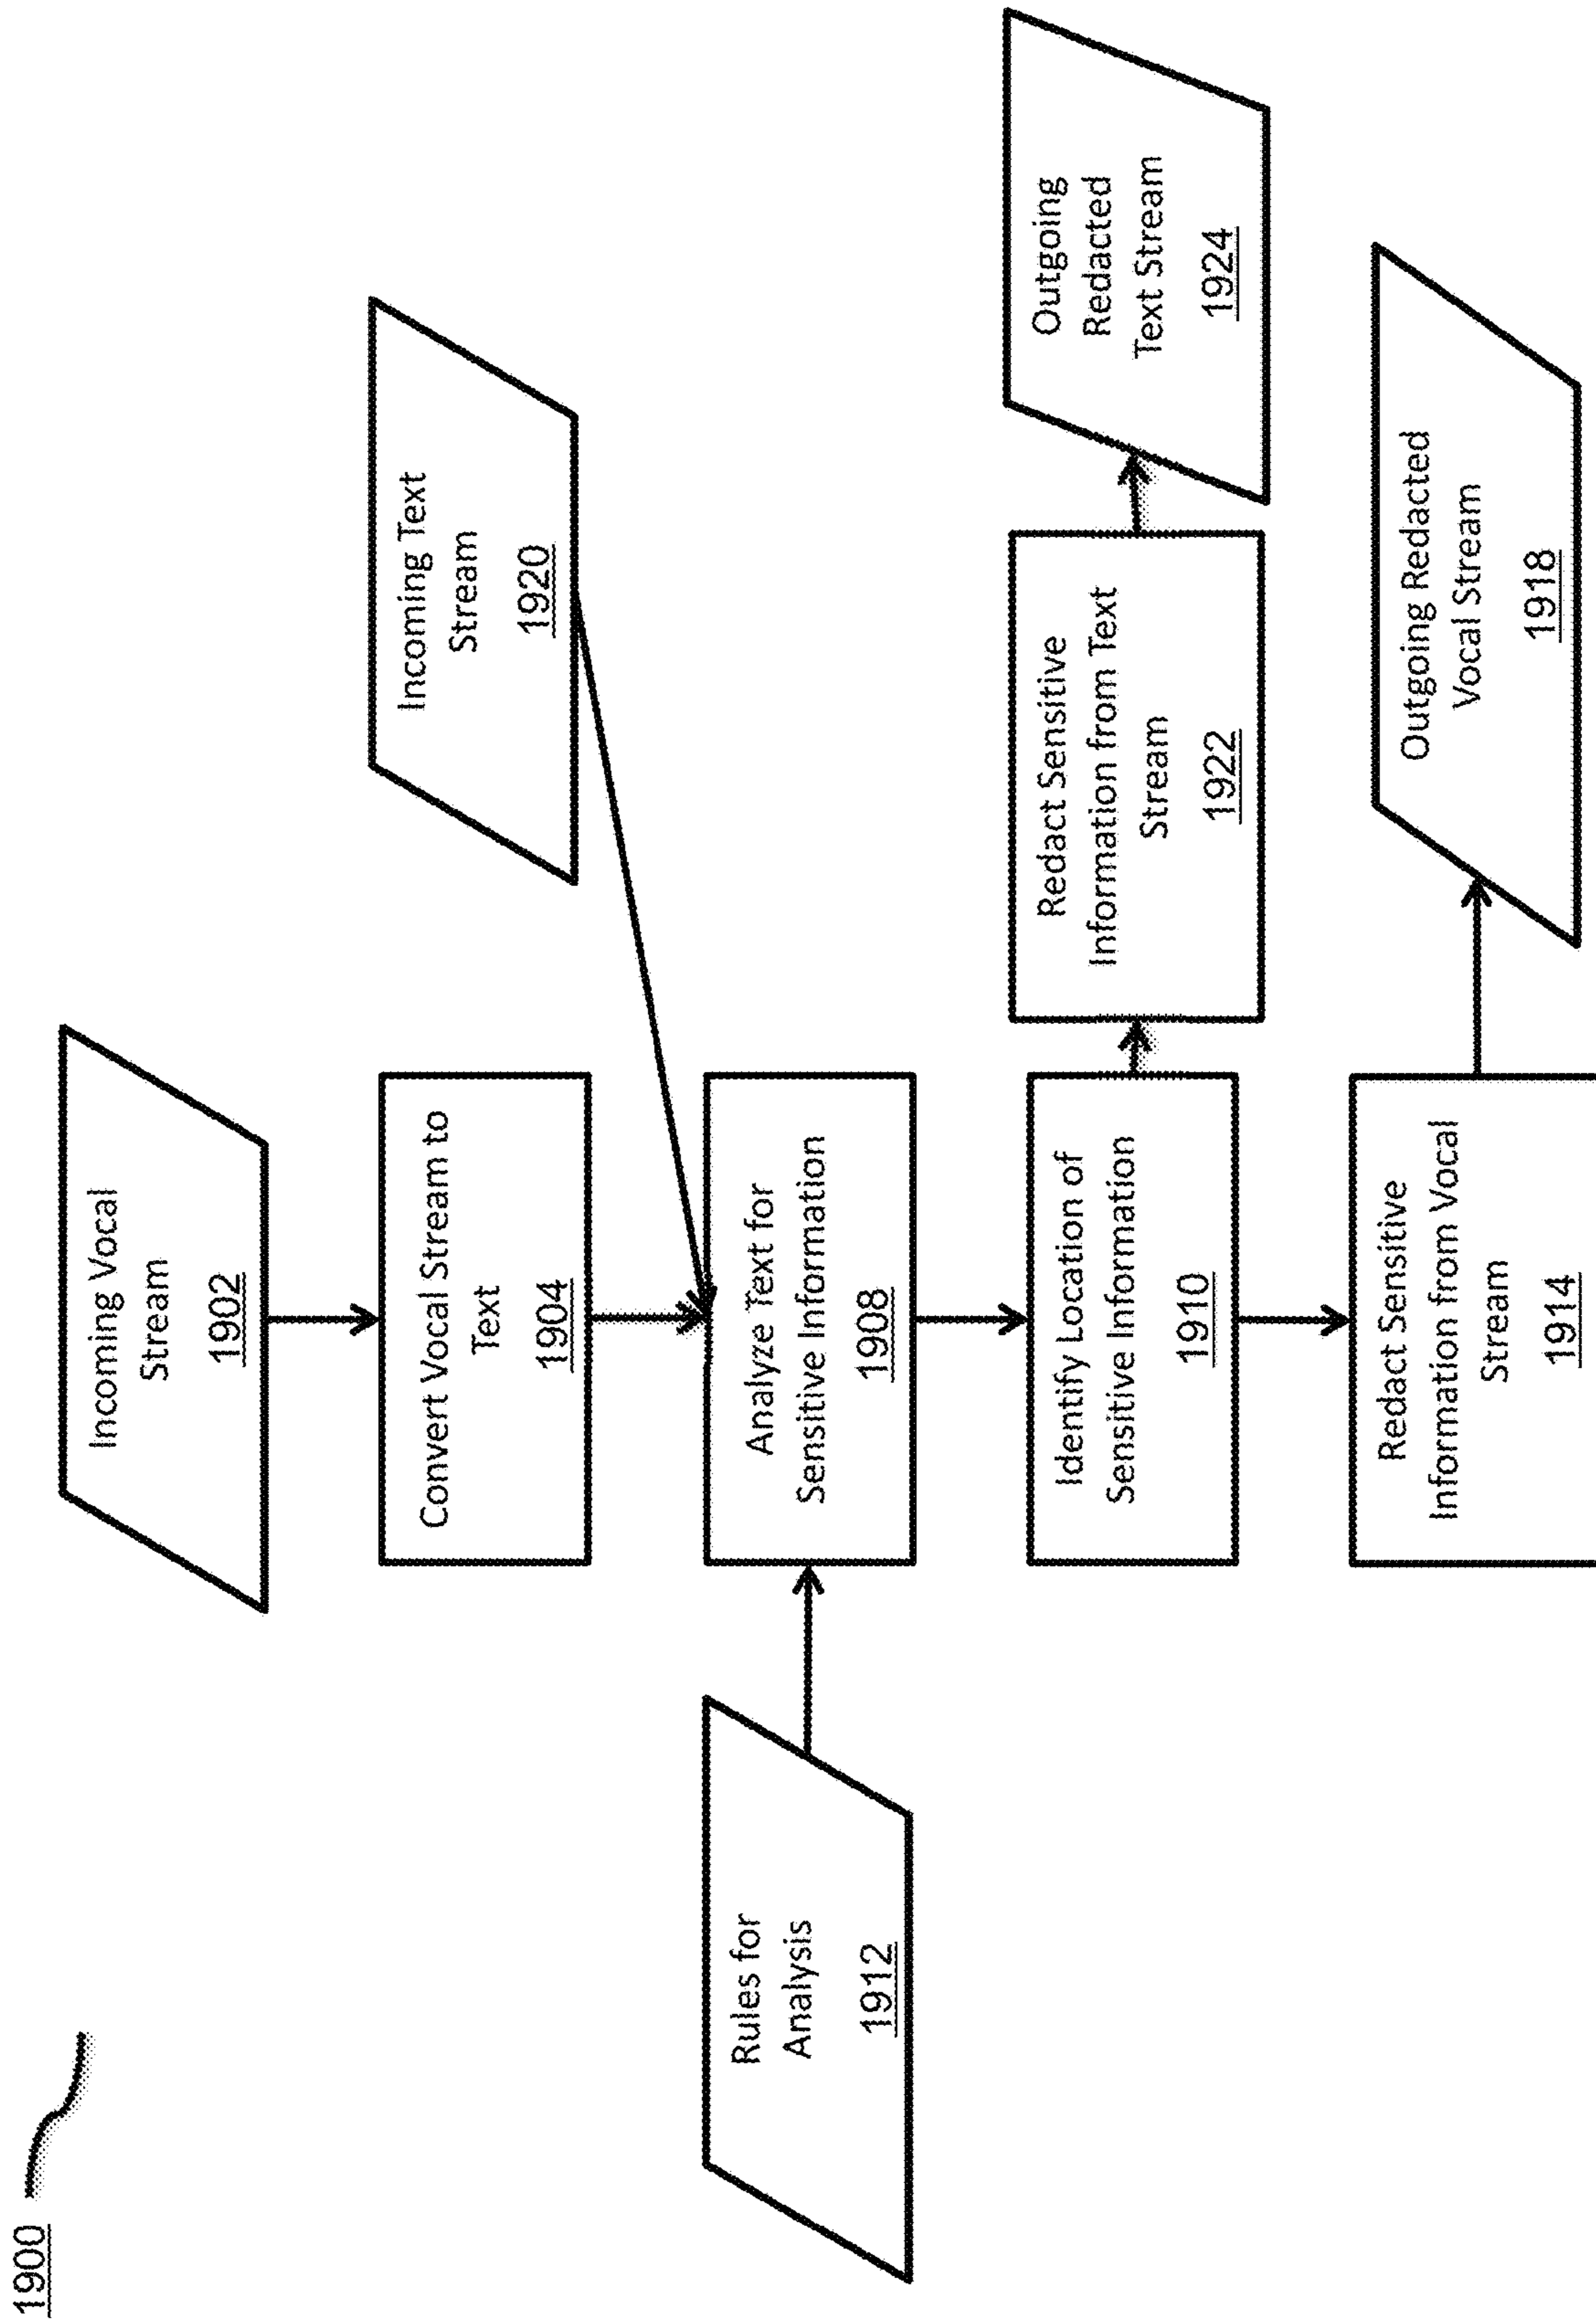 1900
Incoming Vocal
Stream
1902
Incoming Text
Stream
1920
Convert Vocal Stream to
Text
1904
Rules for
Analysis
1912
Analyze Text for
Sensitive Information
1908
Identify Location of
Sensitive Information
1910
Redact Sensitive
Information from Text
Stream
1922
Outgoing
Redacted
Text Stream
1924
Redact Sensitive
Information from Vocal
Stream
1914
Outgoing Redacted
Vocal Stream
1918